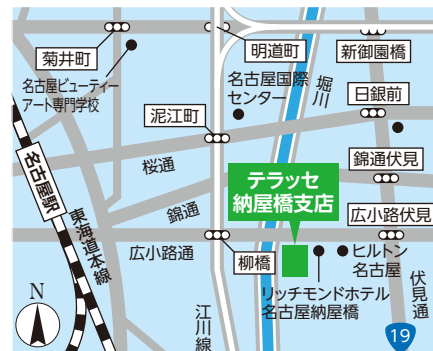 菊井町
明道町
新御園橋
名古屋ビューティー
アート専門学校
名古屋国際
センター
堀川
日銀前
泥江町
桜通
錦通伏見
名古屋駅
東海道本線
錦通
テラッセ
納屋橋支店
広小路伏見
広小路通
柳橋
ヒルトン
名古屋
リッチモンドホテル
名古屋納屋橋
伏見通
江川線
N
19